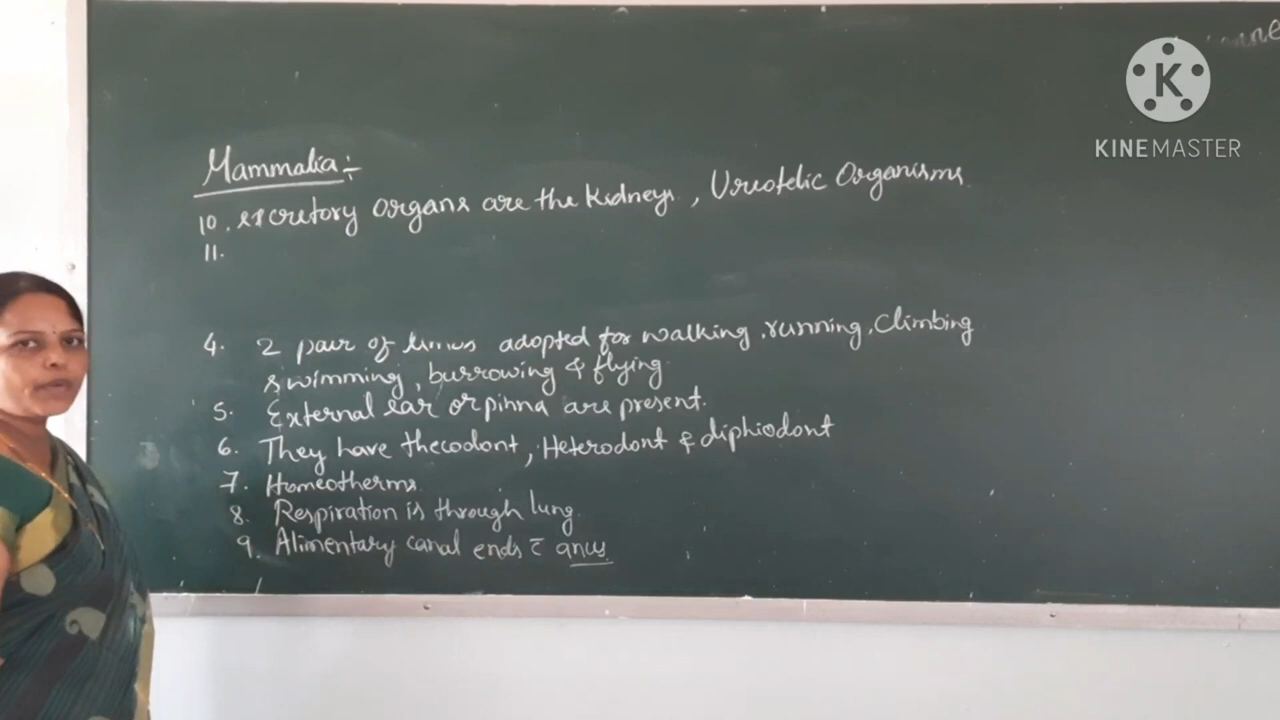 KINEMASTER
Mammalia:-
10. excretory organs are the kidneys, Ureotelic Organisms.
11.
4. 2 pair of limbs adopted for walking, running, Climbing
swimming, burrowing & flying
5. External ear or pinna are present.
6. They have thecodont, Heterodont & diphiodont
7. Homeotherms
8. Respiration is through lung.
9. Alimentary canal ends c̄ anus.